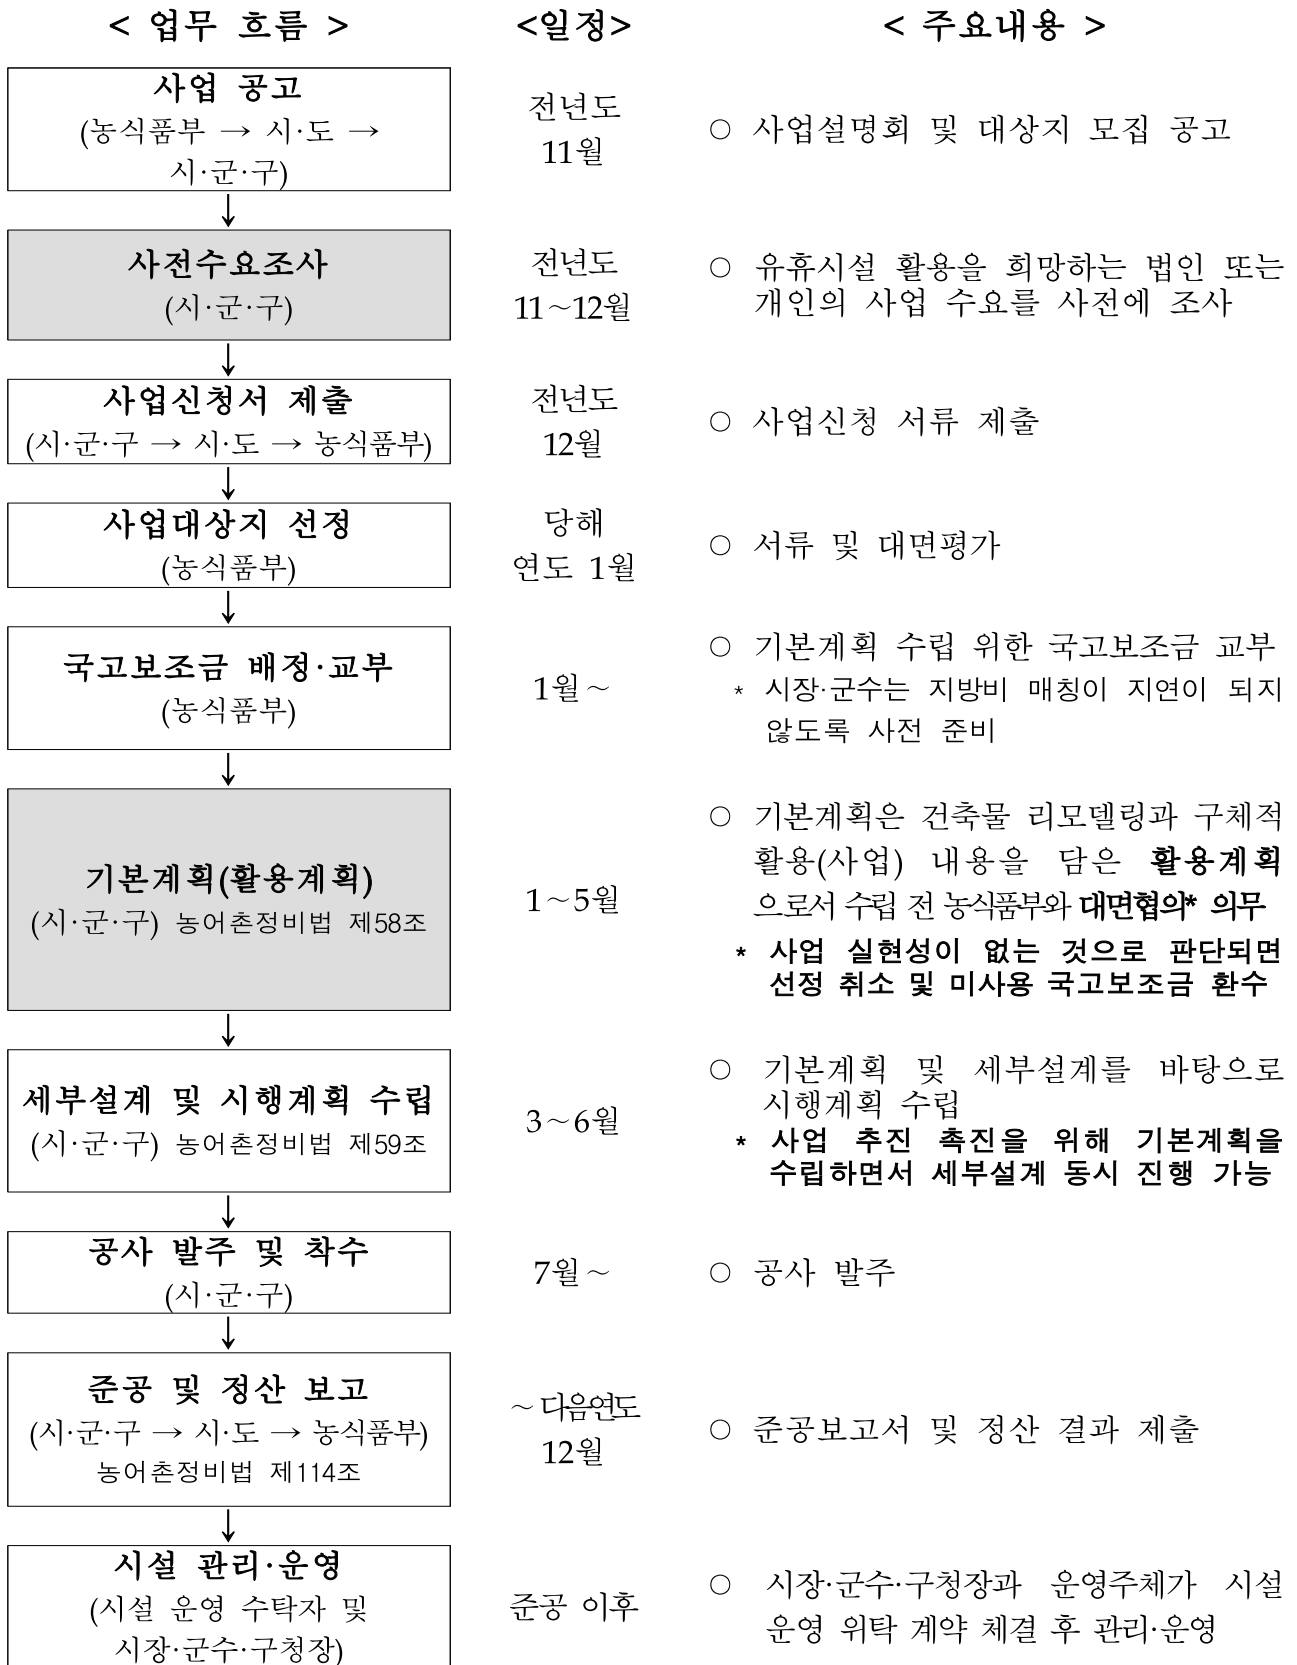 < 업무 흐름 > <일정> < 주요내용 >
사업 공고
(농식품부 → 시·도 →
시·군·구)
전년도
11월
○ 사업설명회 및 대상지 모집 공고
사전수요조사
(시·군·구)
전년도
11~12월
○ 유휴시설 활용을 희망하는 법인 또는
개인의 사업 수요를 사전에 조사
사업신청서 제출
(시·군·구 → 시·도 → 농식품부)
전년도
12월
○ 사업신청 서류 제출
사업대상지 선정
(농식품부)
당해
연도 1월
○ 서류 및 대면평가
국고보조금 배정·교부
(농식품부)
1월~
○ 기본계획 수립 위한 국고보조금 교부
* 시장·군수는 지방비 매칭이 지연이 되지
않도록 사전 준비
기본계획(활용계획)
(시·군·구) 농어촌정비법 제58조
1~5월
○ 기본계획은 건축물 리모델링과 구체적
활용(사업) 내용을 담은 활용계획
으로서 수립 전 농식품부와 대면협의* 의무
* 사업 실현성이 없는 것으로 판단되면
선정 취소 및 미사용 국고보조금 환수
세부설계 및 시행계획 수립
(시·군·구) 농어촌정비법 제59조
3~6월
○ 기본계획 및 세부설계를 바탕으로
시행계획 수립
* 사업 추진 촉진을 위해 기본계획을
수립하면서 세부설계 동시 진행 가능
공사 발주 및 착수
(시·군·구)
7월~
○ 공사 발주
준공 및 정산 보고
(시·군·구 → 시·도 → 농식품부)
농어촌정비법 제114조
~다음연도
12월
○ 준공보고서 및 정산 결과 제출
시설 관리·운영
(시설 운영 수탁자 및
시장·군수·구청장)
준공 이후
○ 시장·군수·구청장과 운영주체가 시설
운영 위탁 계약 체결 후 관리·운영